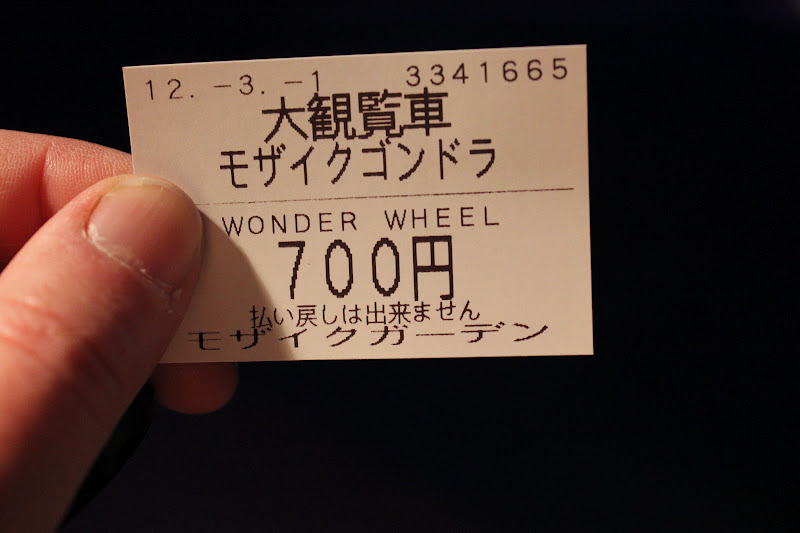 12.-3.-1 3341665
大観覧車
モザイクゴンドラ
WONDER WHEEL
700円
払い戻しは出来ません
モザイクガーデン